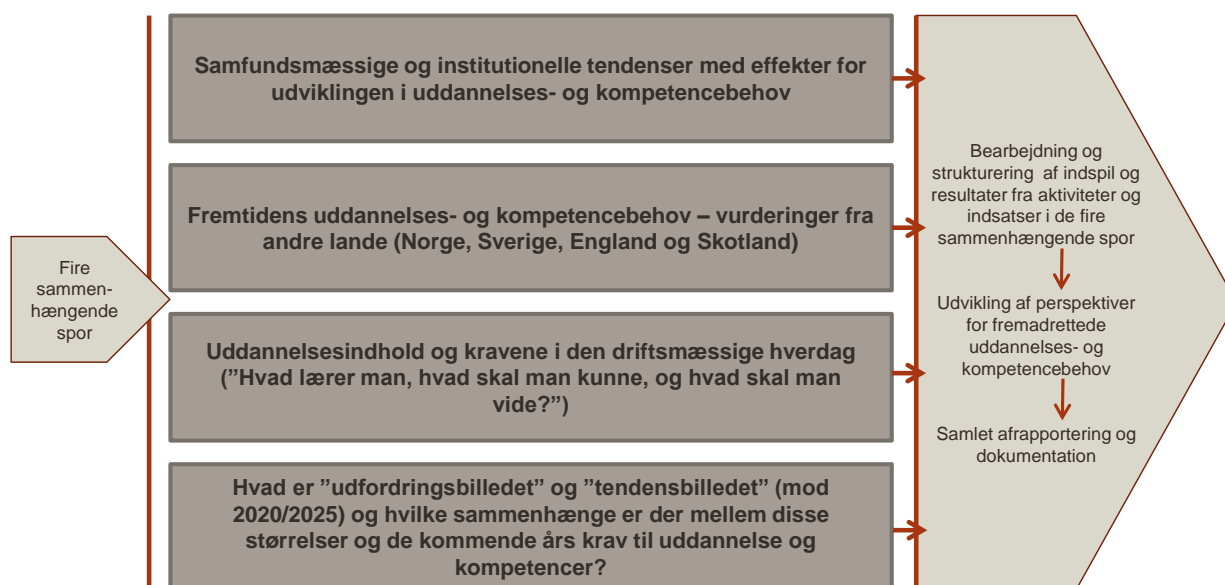 Fire
sammen-
hængende
spor
Samfundsmæssige og institutionelle tendenser med effekter for
udviklingen i uddannelses- og kompetencebehov
Fremtidens uddannelses- og kompetencebehov – vurderinger fra
andre lande (Norge, Sverige, England og Skotland)
Uddannelsesindhold og kravene i den driftsmæssige hverdag
(”Hvad lærer man, hvad skal man kunne, og hvad skal man
vide?”)
Hvad er ”udfordringsbilledet” og ”tendensbilledet” (mod
2020/2025) og hvilke sammenhænge er der mellem disse
størrelser og de kommende års krav til uddannelse og
kompetencer?
Bearbejdning og
strukturering af indspil og
resultater fra aktiviteter og
indsatser i de fire
sammenhængende spor
Udvikling af perspektiver
for fremadrettede
uddannelses- og
kompetencebehov
Samlet afrapportering og
dokumentation